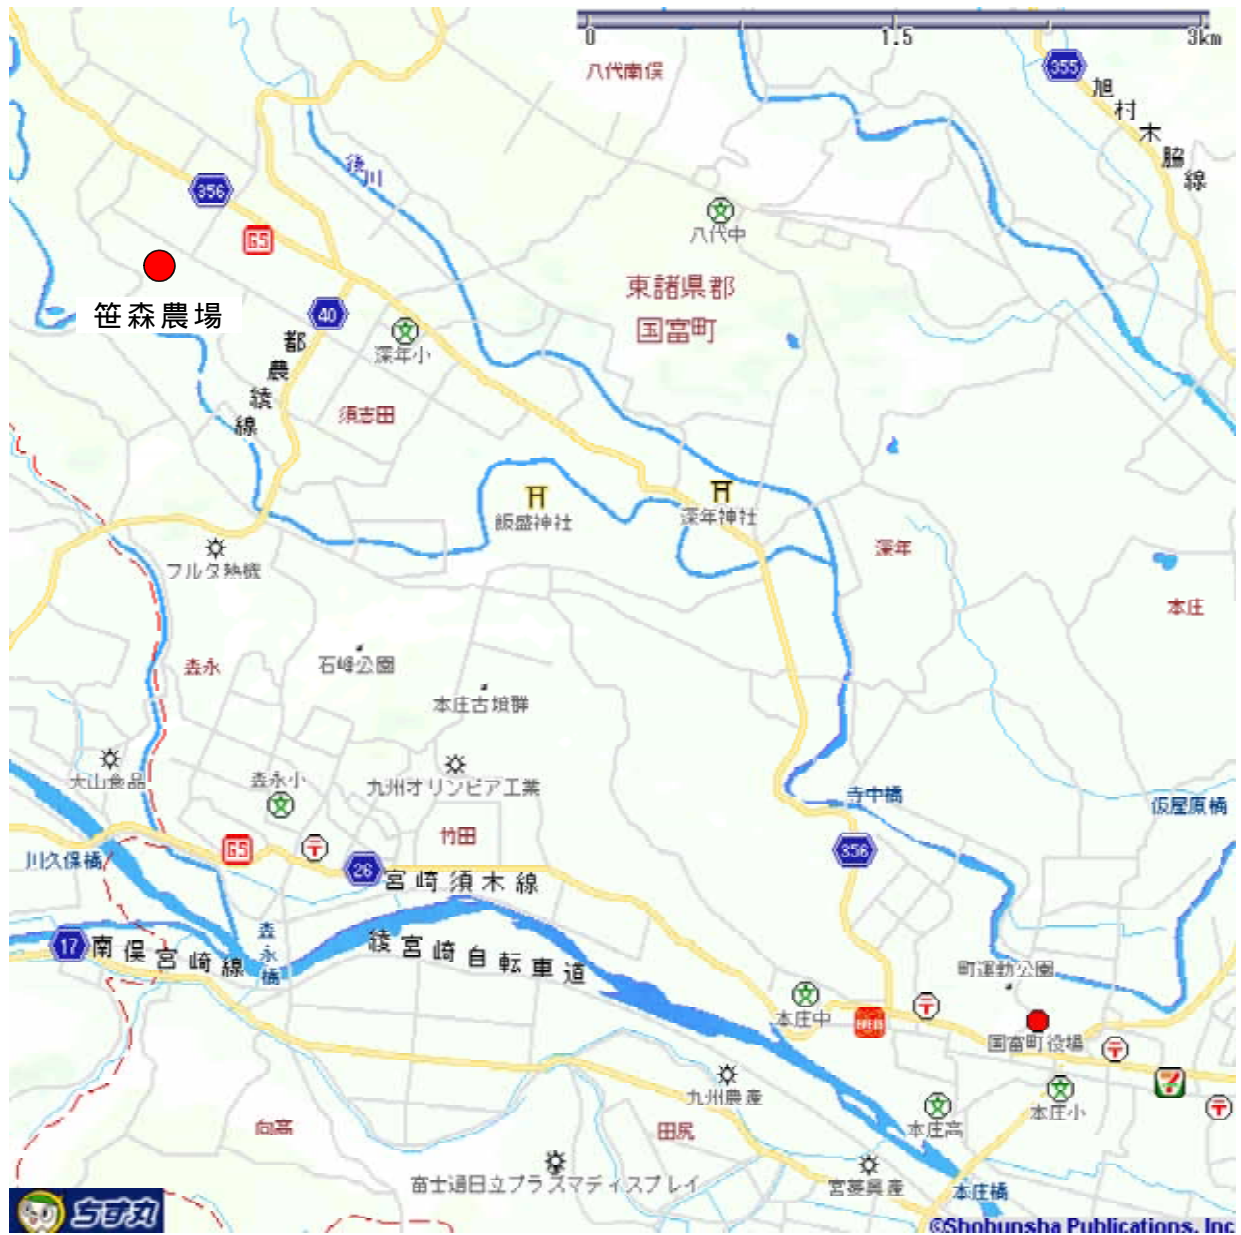 0 1.5 3km
八代南俣
355
旭村木脇線
後川
356
八代中
GS
東諸県郡
国富町
笹森農場
40
都農綾線
深年小
須志田
飯盛神社
深年神社
深年
フルタ熱機
本庄
森永
石峰公園
本庄古墳群
大山食品
森永小
九州オリンピア工業
寺中橋
仮屋原橋
竹田
GS
川久保橋
26
宮崎須木線
356
17
南俣宮崎線
森永橋
綾宮崎自転車道
町運動公園
本庄中
国富町役場
九州農産
本庄小
本庄高
向高
田尻
富士通日立プラズマディスプレイ
宮菱興産
本庄橋
ちず丸
©Shobunsha Publications, Inc